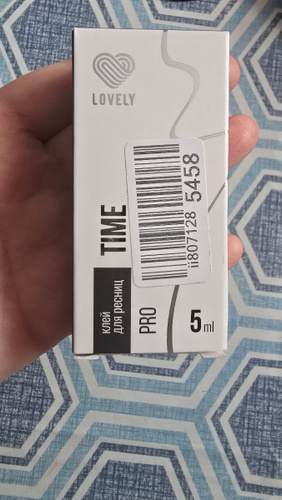 LOVELY
TIME
клей
для ресниц
PRO
5 ml
ii807128
5458